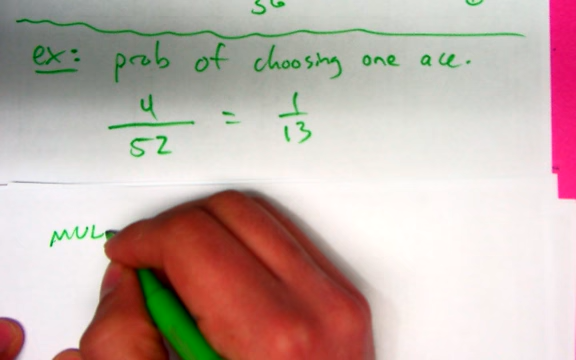 ex: prob of choosing one ace.
4/52 = 1/13
MUL